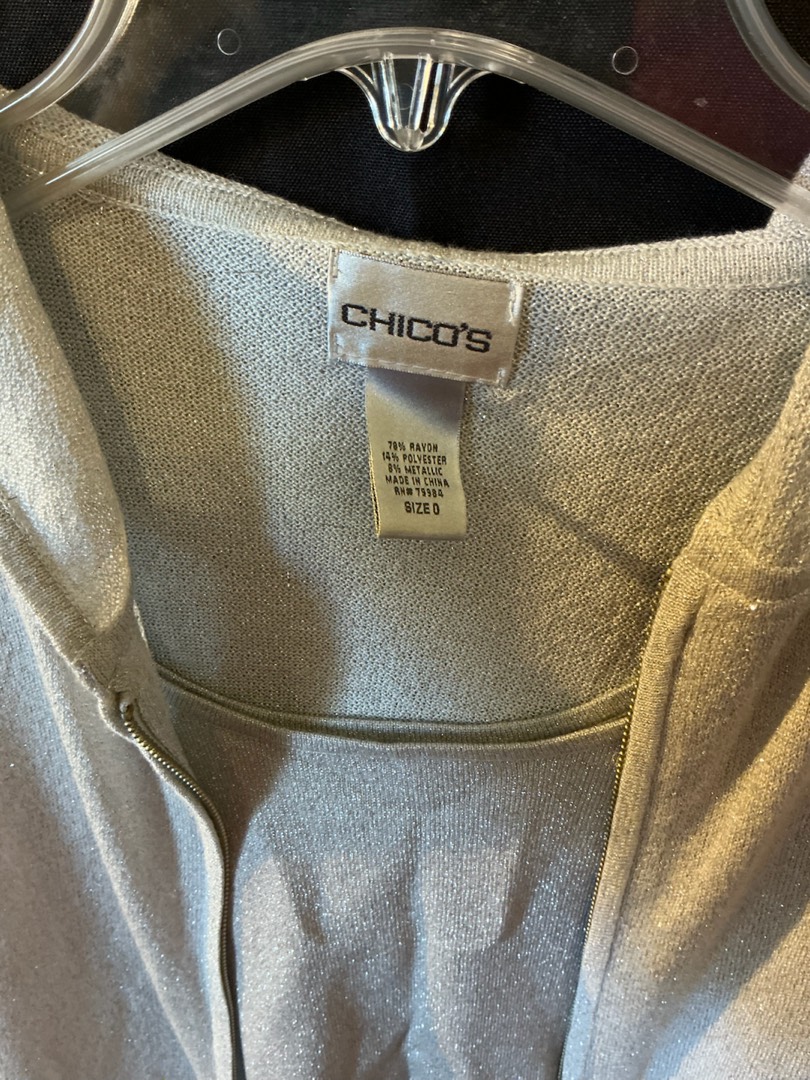 CHICO'S
78% RAYON
14% POLYESTER
8% METALLIC
MADE IN CHINA
RN# 79984
SIZE 0